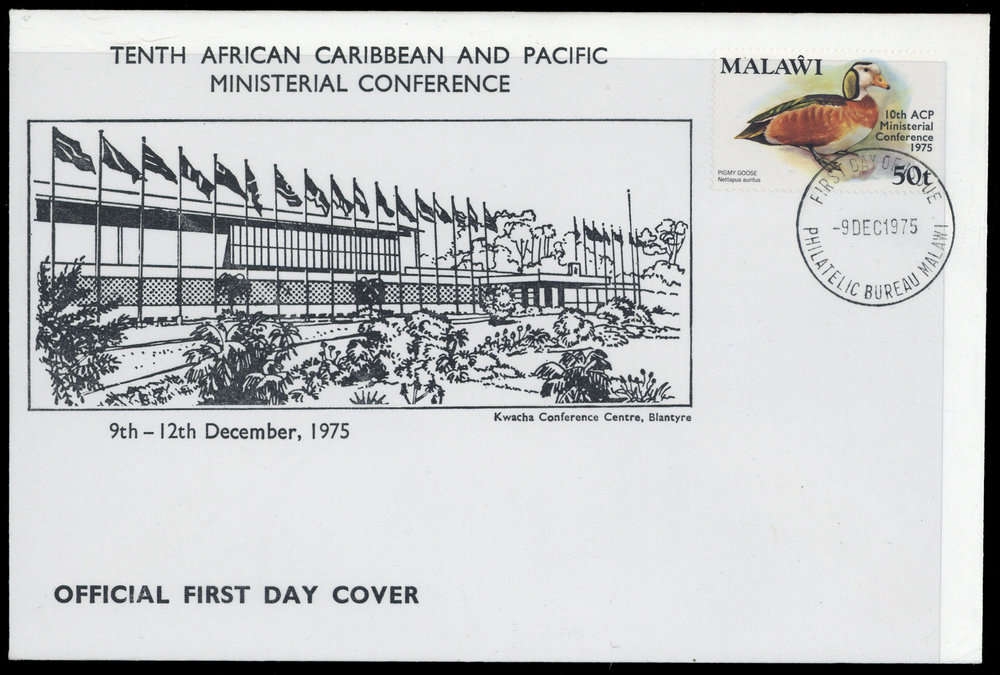 TENTH AFRICAN CARIBBEAN AND PACIFIC
MINISTERIAL CONFERENCE
MALAŴI
10th ACP
Ministerial
Conference
1975
PIGMY GOOSE
Nettapus auritus
50t
FIRST DAY OF ISSUE
-9DEC1975
PHILATELIC BUREAU MALAWI
Kwacha Conference Centre, Blantyre
9th-12th December, 1975
OFFICIAL FIRST DAY COVER